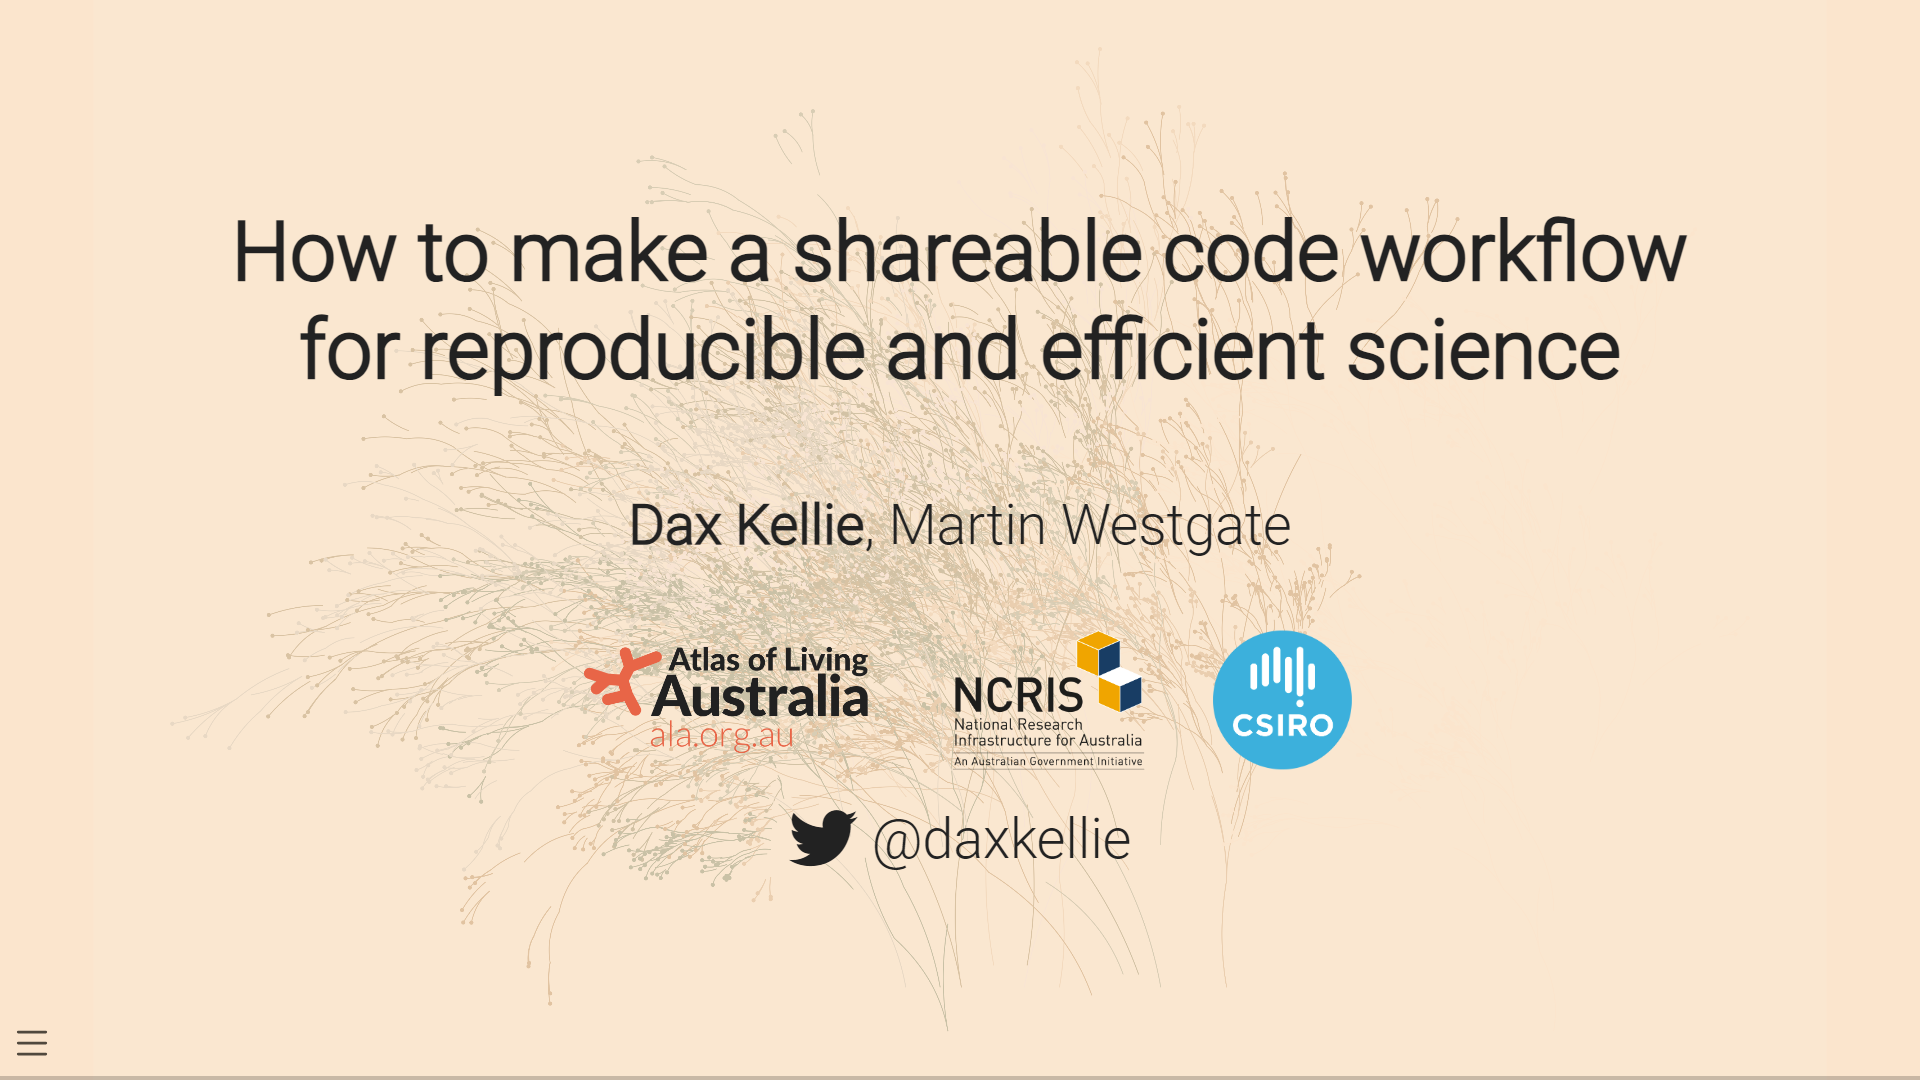 How to make a shareable code workflow
for reproducible and efficient science
Dax Kellie, Martin Westgate
Atlas of Living
Australia
ala.org.au
NCRIS
National Research
Infrastructure for Australia
An Australian Government Initiative
CSIRO
@daxkellie